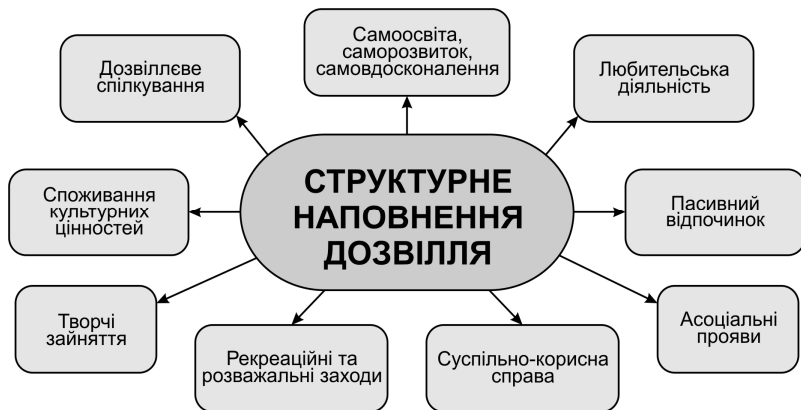 Самоосвіта,
саморозвиток,
самовдосконалення
Дозвіллєве
спілкування
Любительська
діяльність
СТРУКТУРНЕ
НАПОВНЕННЯ
ДОЗВІЛЛЯ
Споживання
культурних
цінностей
Пасивний
відпочинок
Творчі
зайняття
Асоціальні
прояви
Рекреаційні та
розважальні заходи
Суспільно-корисна
справа